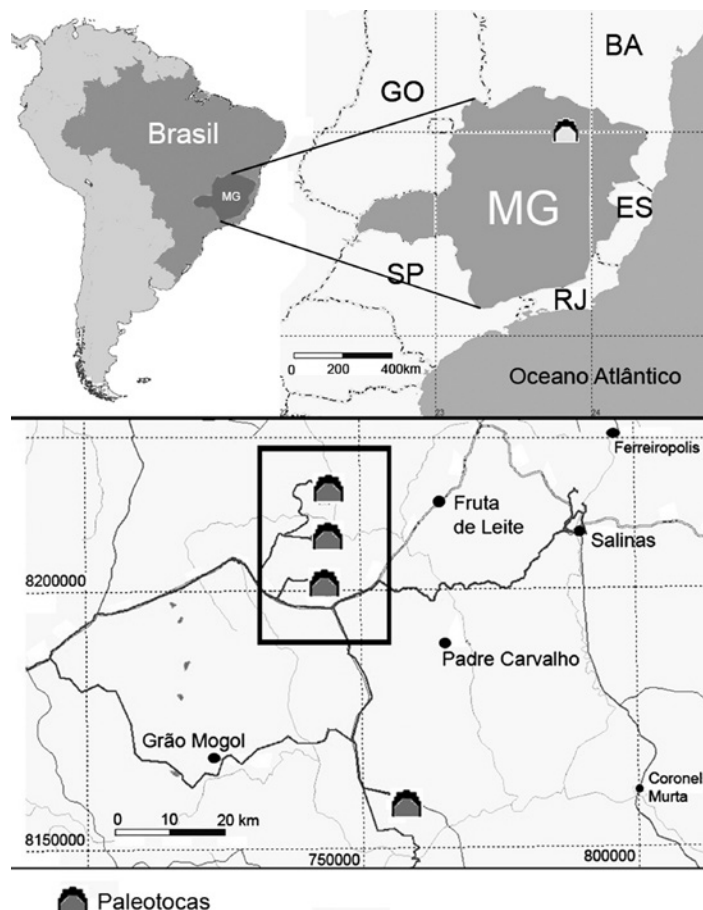 BA
GO
Brasil
MG
MG
ES
SP
RJ
0 200 400km
Oceano Atlântico
23
24
Ferreiropolis
Fruta
de Leite
Salinas
8200000
Padre Carvalho
Grão Mogol
Coronel
Murta
0 10 20 km
8150000
750000
800000
Paleotocas